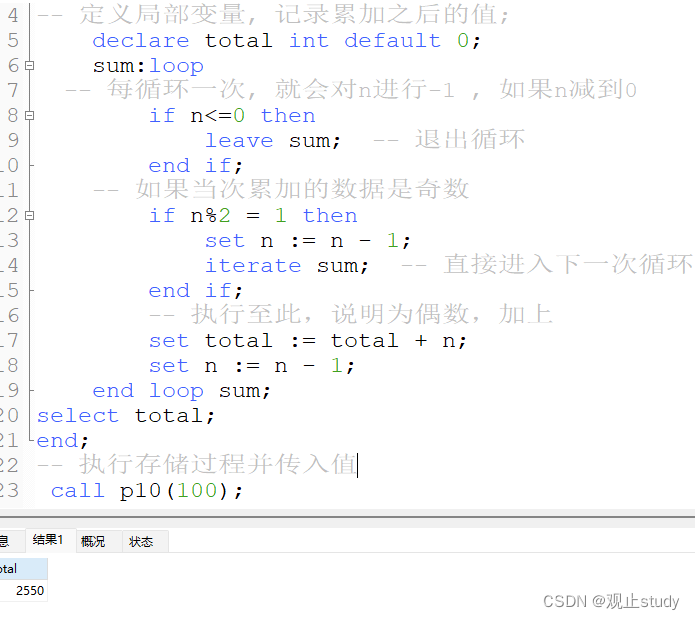 4 -- 定义局部变量, 记录累加之后的值;
5 declare total int default 0;
6 sum:loop
7 -- 每循环一次, 就会对n进行-1 , 如果n减到0
8 if n<=0 then
9 leave sum; -- 退出循环
10 end if;
11 -- 如果当次累加的数据是奇数
12 if n%2 = 1 then
13 set n := n - 1;
14 iterate sum; -- 直接进入下一次循环
15 end if;
16 -- 执行至此, 说明为偶数, 加上
17 set total := total + n;
18 set n := n - 1;
19 end loop sum;
20 select total;
21 end;
22 -- 执行存储过程并传入值
23 call p10(100);
息 结果1 概况 状态
otal
2550
CSDN @观止study